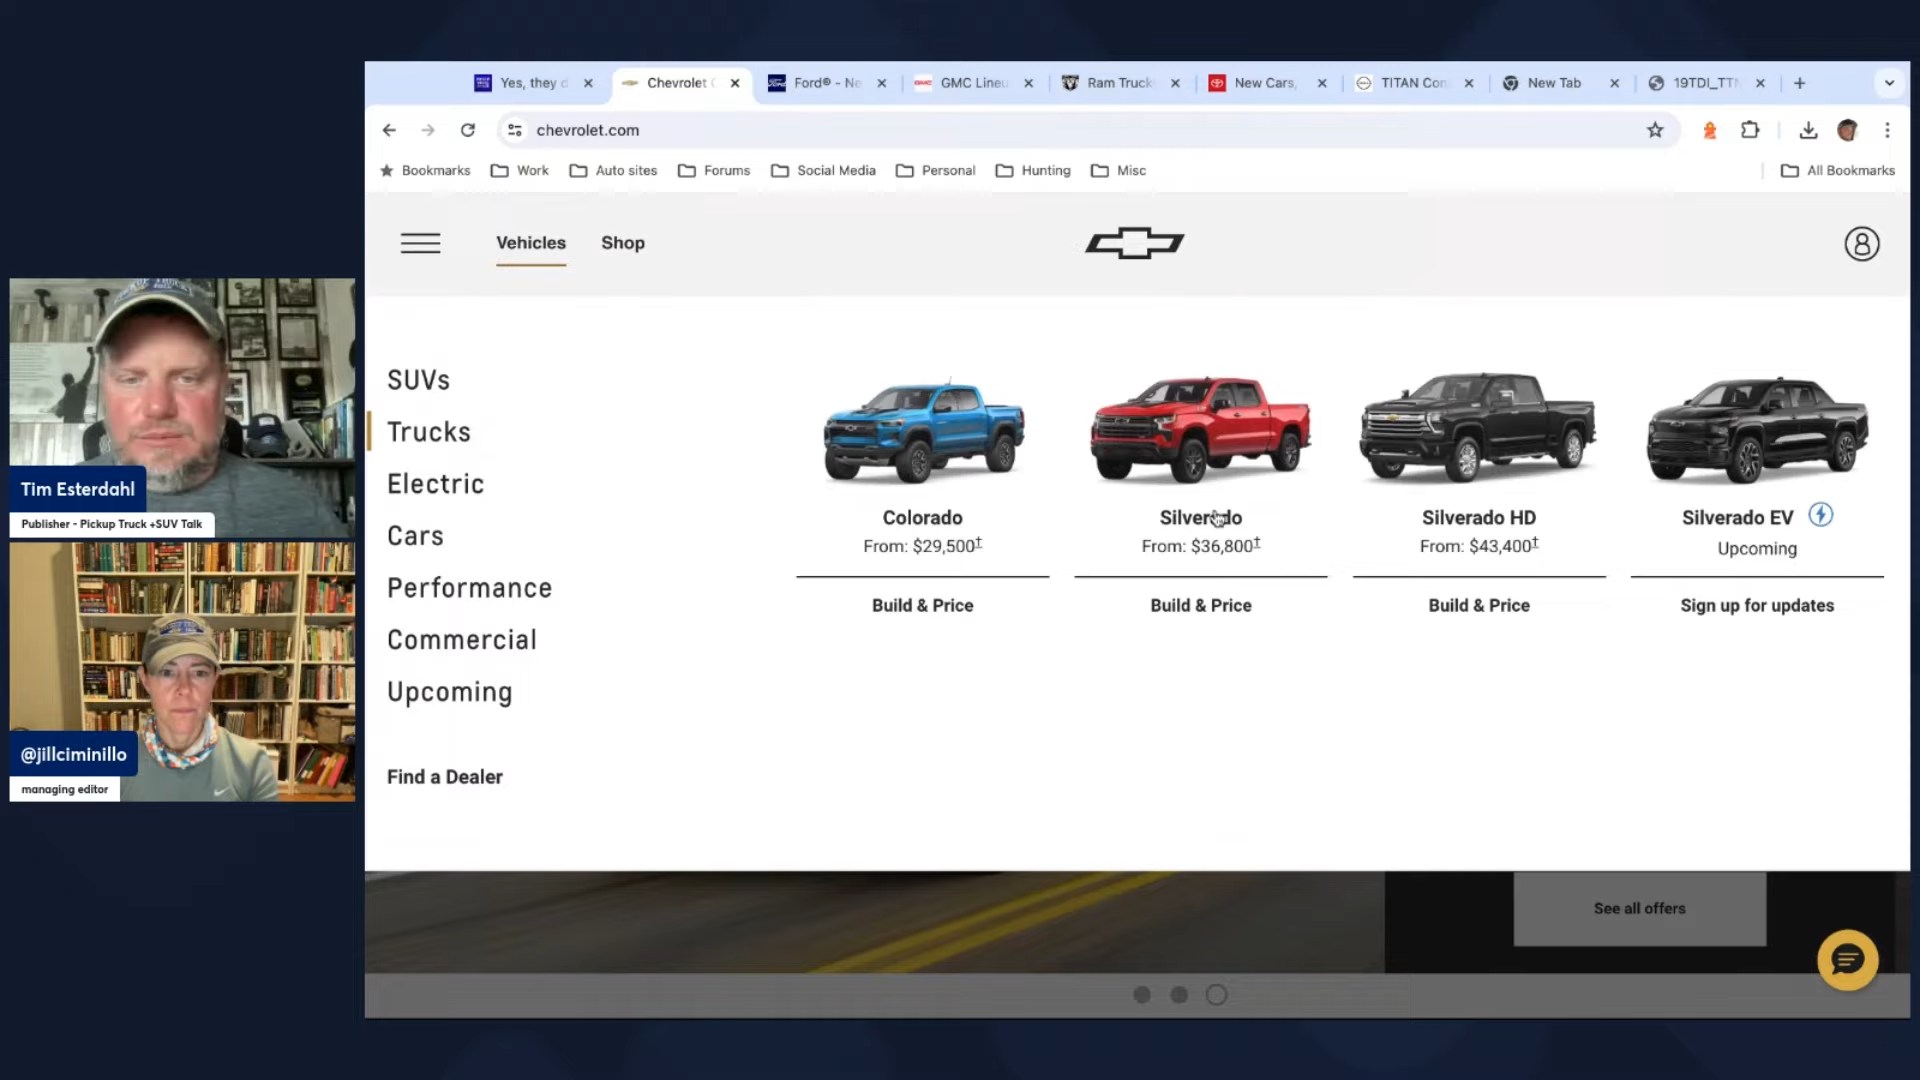 Yes, they d
Chevrolet C
Ford® - Ne
GMC Lineu
Ram Truck
New Cars,
TITAN Con
New Tab
19TDI_TTN
chevrolet.com
Bookmarks
Work
Auto sites
Forums
Social Media
Personal
Hunting
Misc
All Bookmarks
Vehicles
Shop
SUVs
Trucks
Electric
Cars
Performance
Commercial
Upcoming
Find a Dealer
Colorado
From: $29,500†
Build & Price
Silverado
From: $36,800†
Build & Price
Silverado HD
From: $43,400†
Build & Price
Silverado EV
Upcoming
Sign up for updates
See all offers
Tim Esterdahl
Publisher - Pickup Truck +SUV Talk
@jillciminillo
managing editor